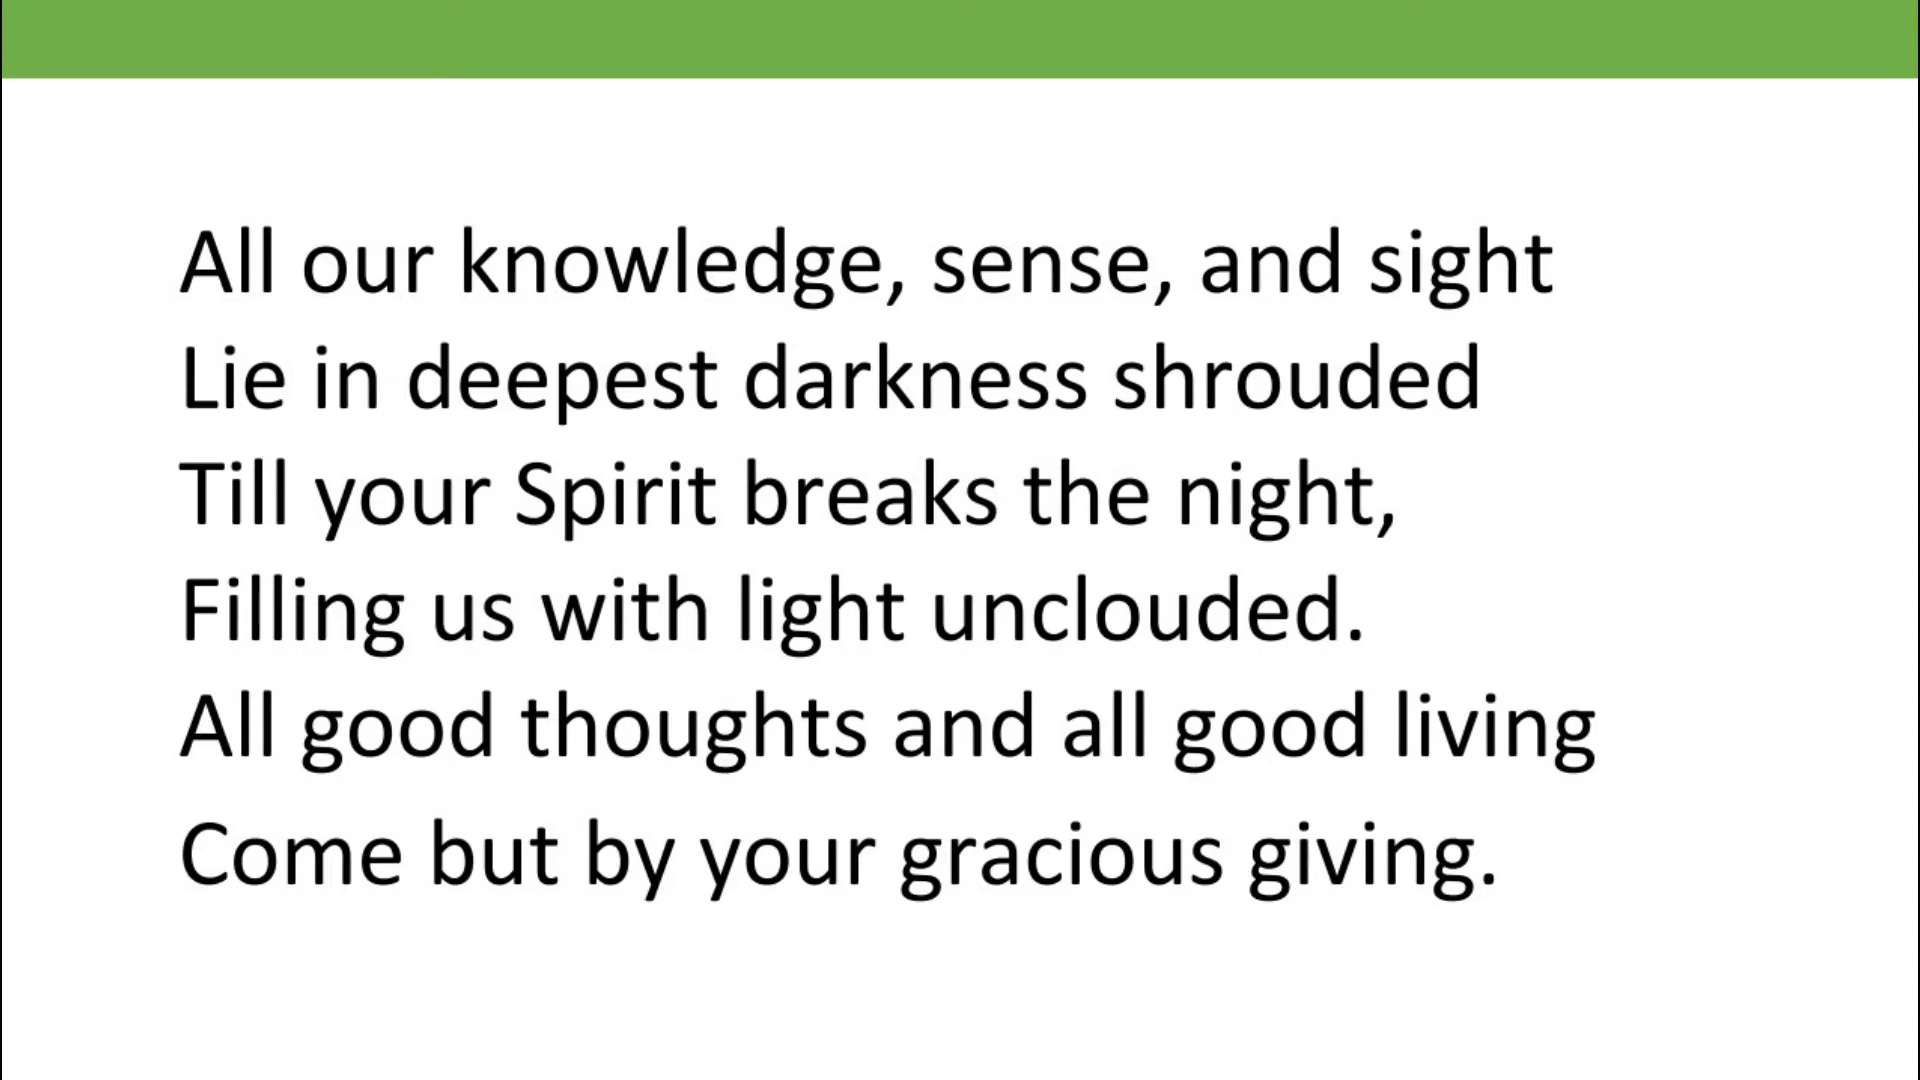 All our knowledge, sense, and sight
Lie in deepest darkness shrouded
Till your Spirit breaks the night,
Filling us with light unclouded.
All good thoughts and all good living
Come but by your gracious giving.